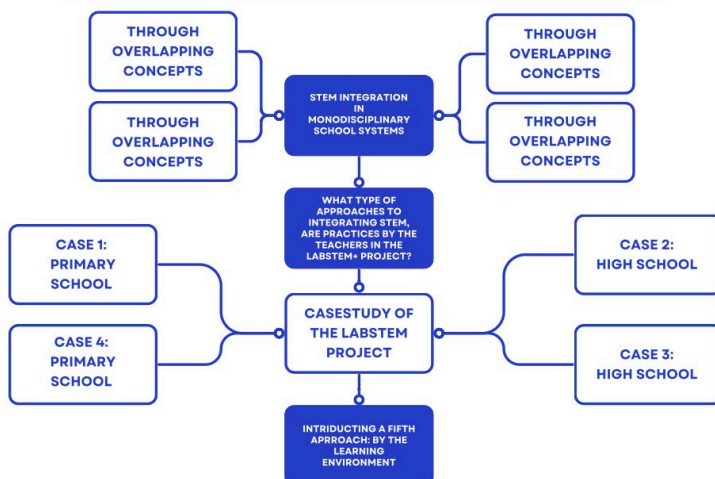 THROUGH
OVERLAPPING
CONCEPTS
THROUGH
OVERLAPPING
CONCEPTS
STEM INTEGRATION
IN
MONODISCIPLINARY
SCHOOL SYSTEMS
THROUGH
OVERLAPPING
CONCEPTS
THROUGH
OVERLAPPING
CONCEPTS
WHAT TYPE OF
APPROACHES TO
INTEGRATING STEM,
ARE PRACTICES BY THE
TEACHERS IN THE
LABSTEM+ PROJECT?
CASE 1:
PRIMARY
SCHOOL
CASE 2:
HIGH SCHOOL
CASESTUDY OF
THE LABSTEM
PROJECT
CASE 4:
PRIMARY
SCHOOL
CASE 3:
HIGH SCHOOL
INTRIDUCTING A FIFTH
APRROACH: BY THE
LEARNING
ENVIRONMENT